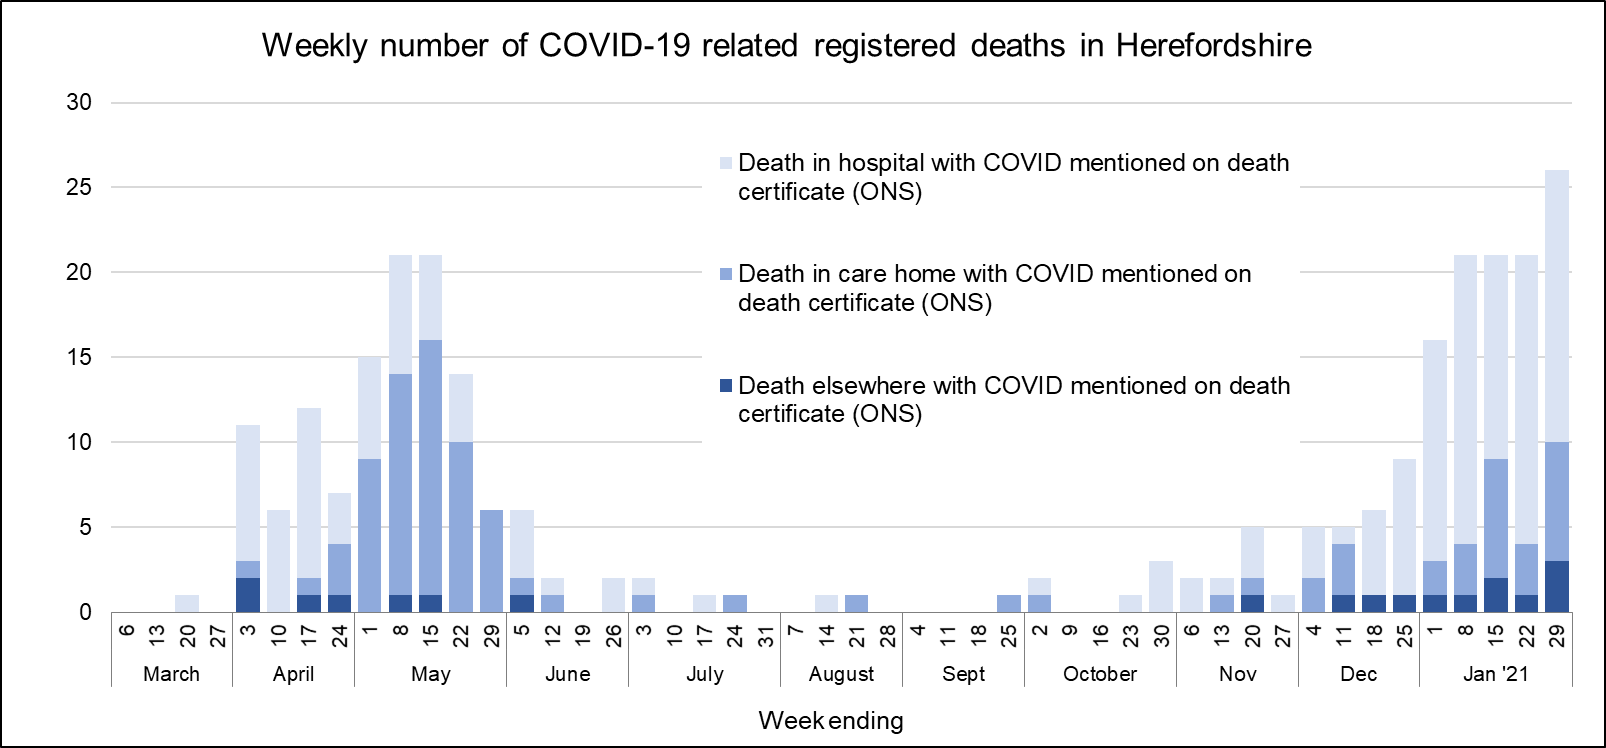 Weekly number of COVID-19 related registered deaths in Herefordshire
30
25
20
15
10
5
0
Death in hospital with COVID mentioned on death
certificate (ONS)
Death in care home with COVID mentioned on
death certificate (ONS)
Death elsewhere with COVID mentioned on death
certificate (ONS)
6 13 20 27 3 10 17 24 1 8 15 22 29 5 12 19 26 3 10 17 24 31 7 14 21 28 4 11 18 25 2 9 16 23 30 6 13 20 27 4 11 18 25 1 8 15 22 29
March April May June July August Sept October Nov Dec Jan '21
Week ending